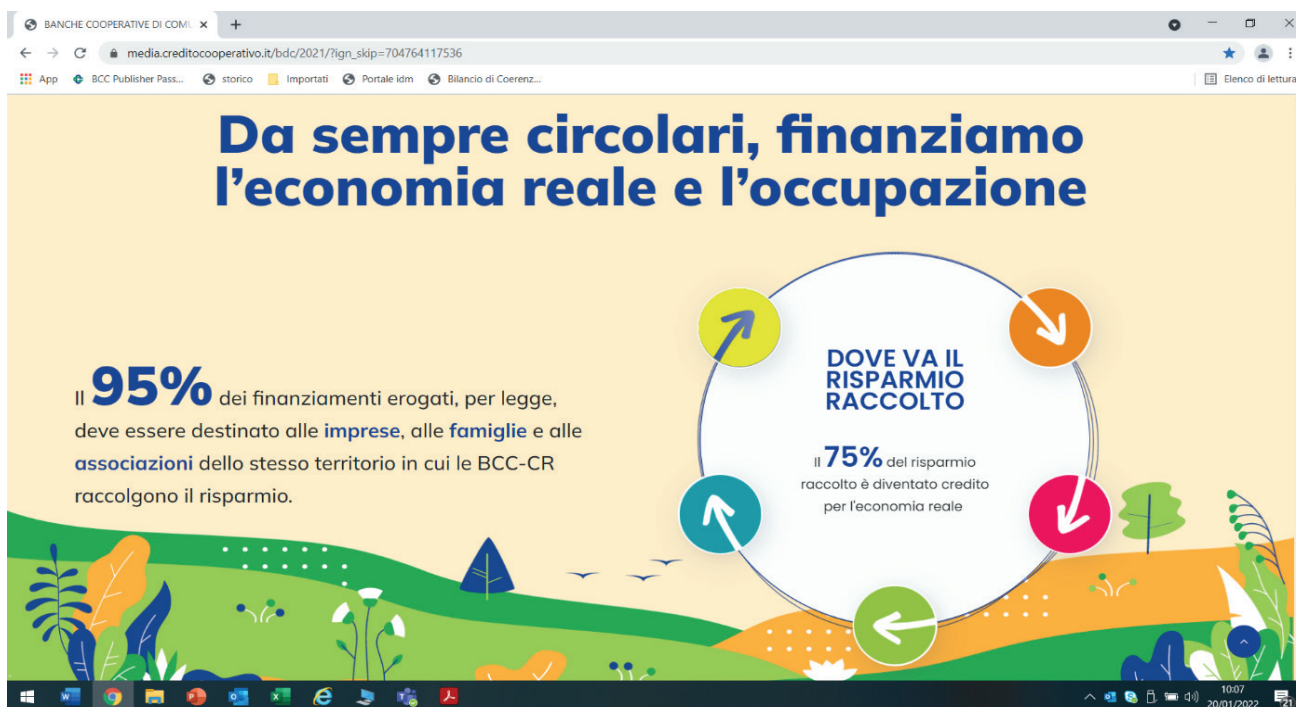 BANCHE COOPERATIVE DI COMU
media.creditocooperativo.it/bdc/2021/?ign_skip=704764117536
App BCC Publisher Pass... storico Importati Portale idm Bilancio di Coerenz... Elenco di lettura
Da sempre circolari, finanziamo
l’economia reale e l’occupazione
Il 95% dei finanziamenti erogati, per legge,
deve essere destinato alle imprese, alle famiglie e alle
associazioni dello stesso territorio in cui le BCC-CR
raccolgono il risparmio.
DOVE VA IL
RISPARMIO
RACCOLTO
Il 75% del risparmio
raccolto è diventato credito
per l'economia reale
10:07
20/01/2022
21